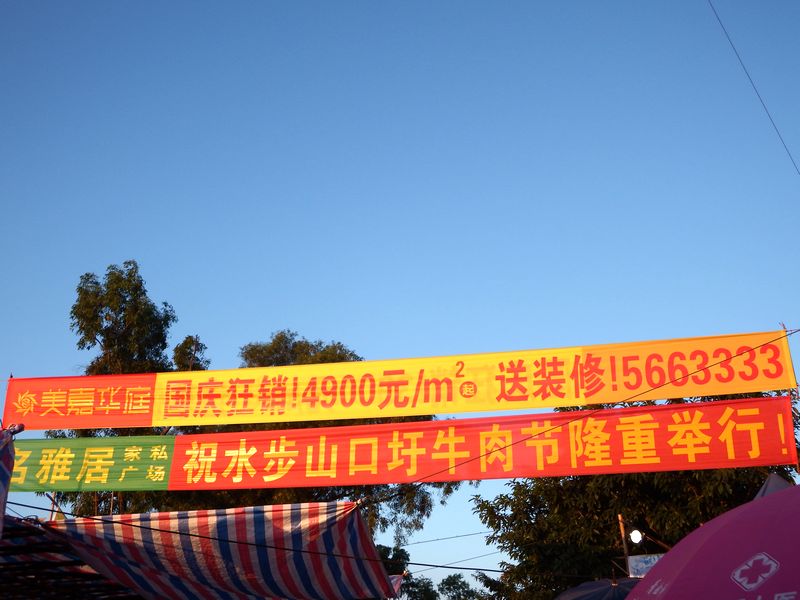 美嘉华庭 国庆狂销!4900元/m²起 送装修!5663333
名雅居 家私广场 祝水步山口圩牛肉节隆重举行!